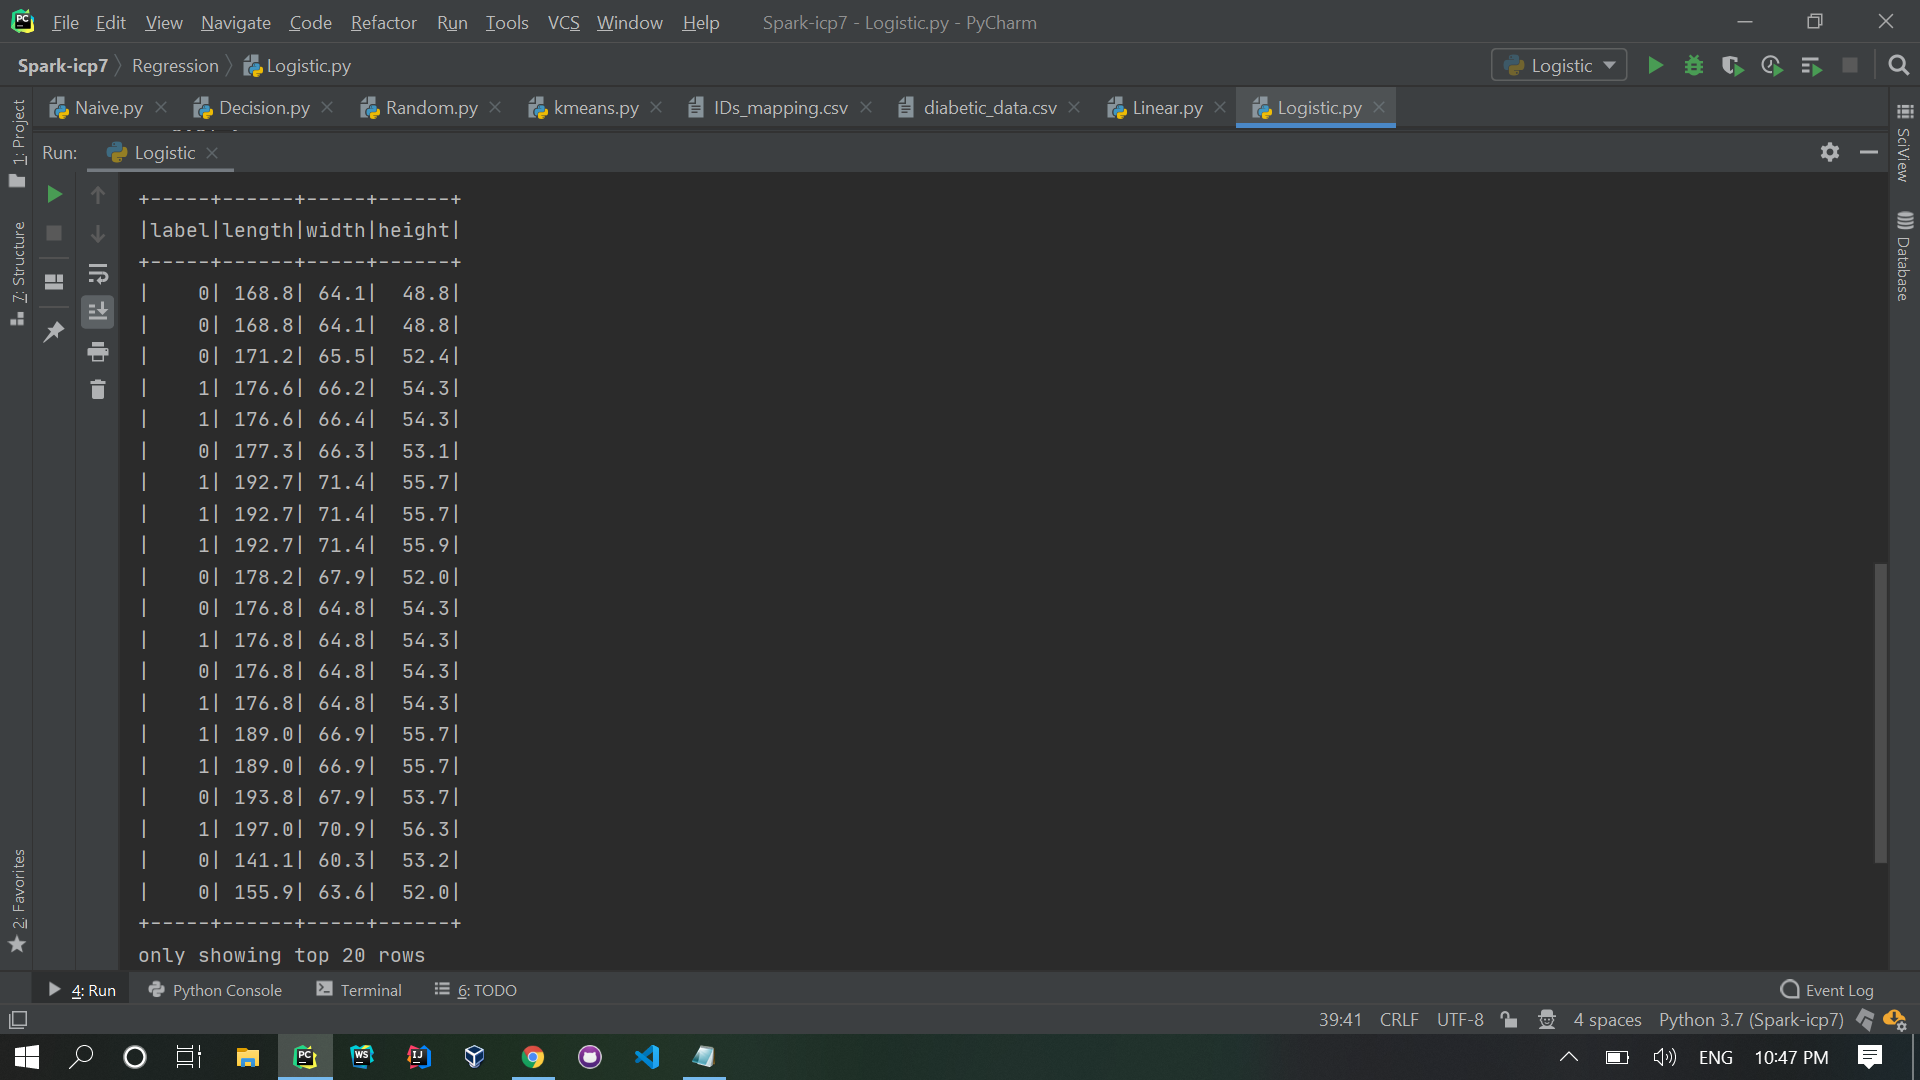 File Edit View Navigate Code Refactor Run Tools VCS Window Help Spark-icp7 - Logistic.py - PyCharm
Spark-icp7 Regression Logistic.py Logistic
Naive.py Decision.py Random.py kmeans.py IDs_mapping.csv diabetic_data.csv Linear.py Logistic.py
Run: Logistic
1: Project
7: Structure
2: Favorites
SciView
Database
+-----+------+-----+------+
|label|length|width|height|
+-----+------+-----+------+
|    0| 168.8| 64.1|  48.8|
|    0| 168.8| 64.1|  48.8|
|    0| 171.2| 65.5|  52.4|
|    1| 176.6| 66.2|  54.3|
|    1| 176.6| 66.4|  54.3|
|    0| 177.3| 66.3|  53.1|
|    1| 192.7| 71.4|  55.7|
|    1| 192.7| 71.4|  55.7|
|    1| 192.7| 71.4|  55.9|
|    0| 178.2| 67.9|  52.0|
|    0| 176.8| 64.8|  54.3|
|    1| 176.8| 64.8|  54.3|
|    0| 176.8| 64.8|  54.3|
|    1| 176.8| 64.8|  54.3|
|    1| 189.0| 66.9|  55.7|
|    1| 189.0| 66.9|  55.7|
|    0| 193.8| 67.9|  53.7|
|    1| 197.0| 70.9|  56.3|
|    0| 141.1| 60.3|  53.2|
|    0| 155.9| 63.6|  52.0|
+-----+------+-----+------+
only showing top 20 rows
4: Run Python Console Terminal 6: TODO Event Log
39:41 CRLF UTF-8 4 spaces Python 3.7 (Spark-icp7)
ENG 10:47 PM